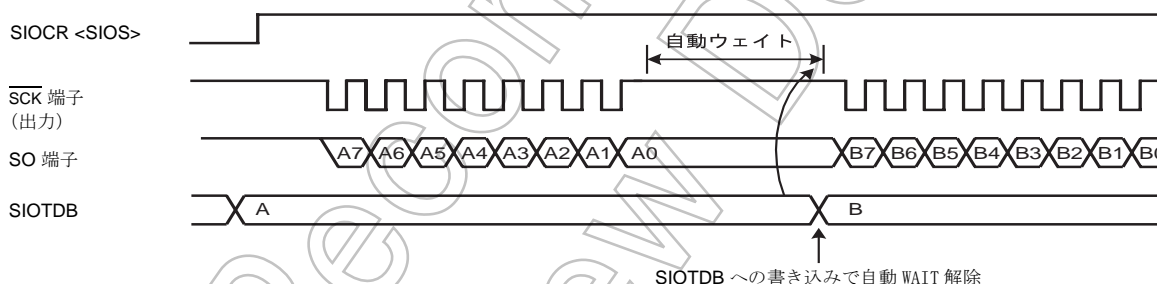 SIOCR <SIOS>
自動ウェイト
SCK 端子
(出力)
SO 端子
A7 A6 A5 A4 A3 A2 A1 A0 B7 B6 B5 B4 B3 B2 B1 B0
SIOTDB
A B
SIOTDB への書き込みで自動 WAIT 解除